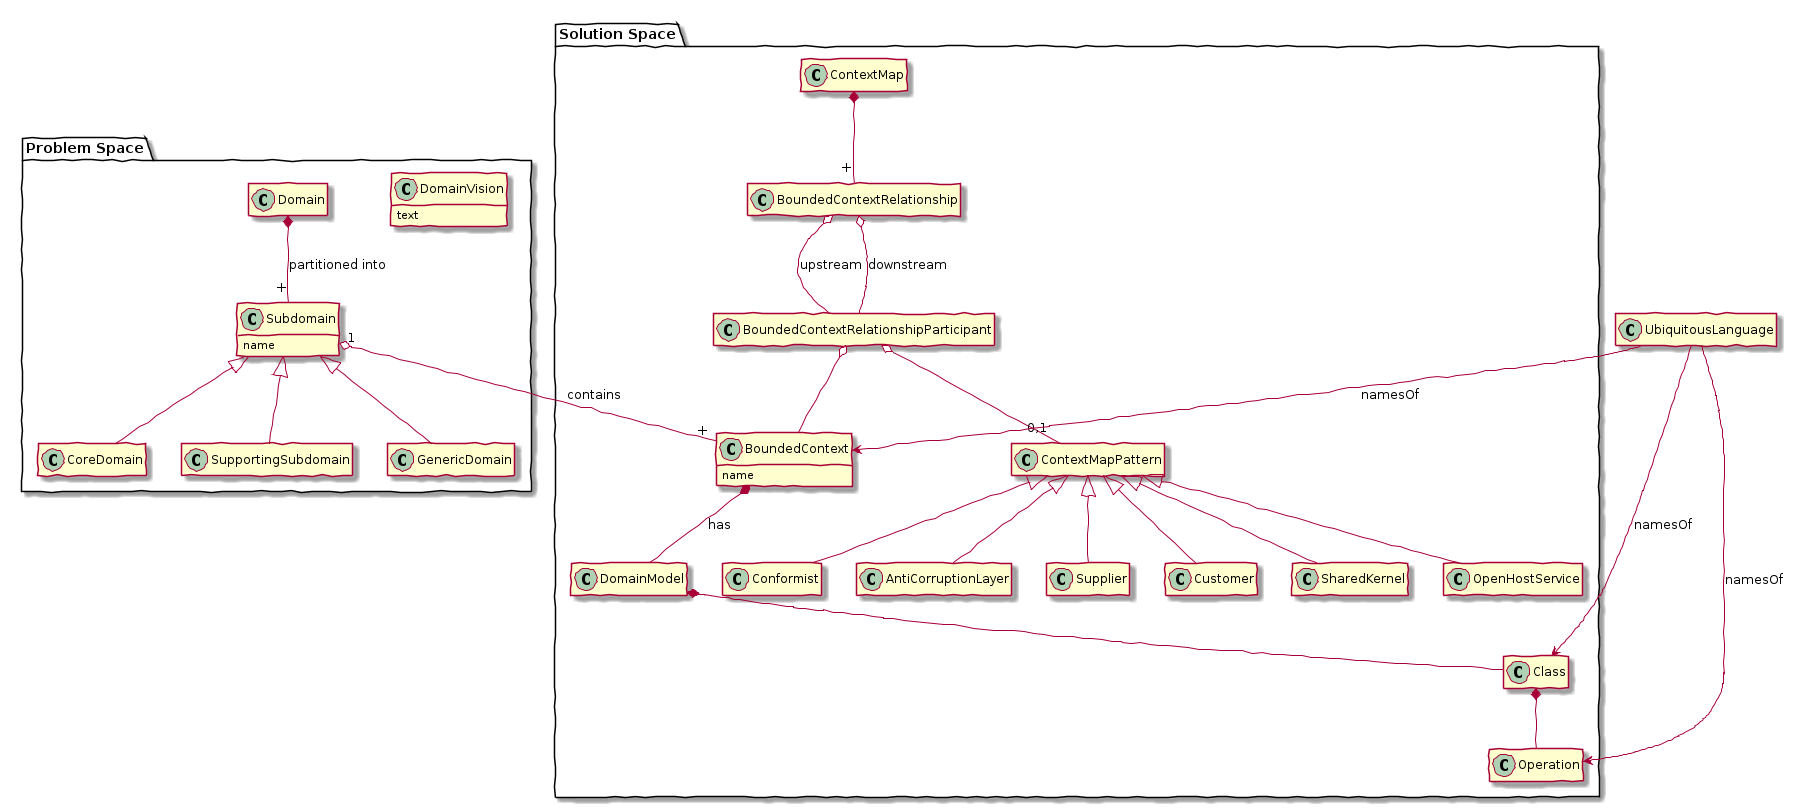 Solution Space
C ContextMap
+
C BoundedContextRelationship
upstream
downstream
C BoundedContextRelationshipParticipant
Problem Space
C Domain
C DomainVision
text
partitioned into
+
C Subdomain
name
1
contains
+
C CoreDomain
C SupportingSubdomain
C GenericDomain
C UbiquitousLanguage
namesOf
0,1
C BoundedContext
name
C ContextMapPattern
has
namesOf
namesOf
C DomainModel
C Conformist
C AntiCorruptionLayer
C Supplier
C Customer
C SharedKernel
C OpenHostService
C Class
C Operation